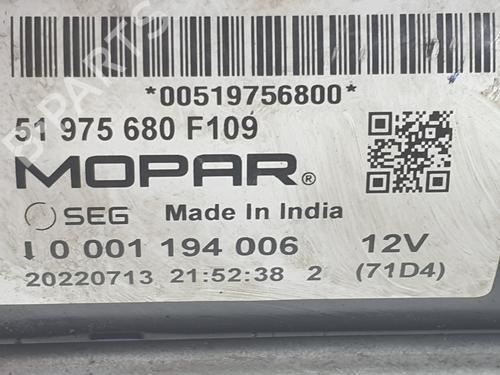 *00519756800*
51 975 680 F109
MOPAR®
SEG Made In India
0 001 194 006 12V
20220713 21:52:38 2 (71D4)